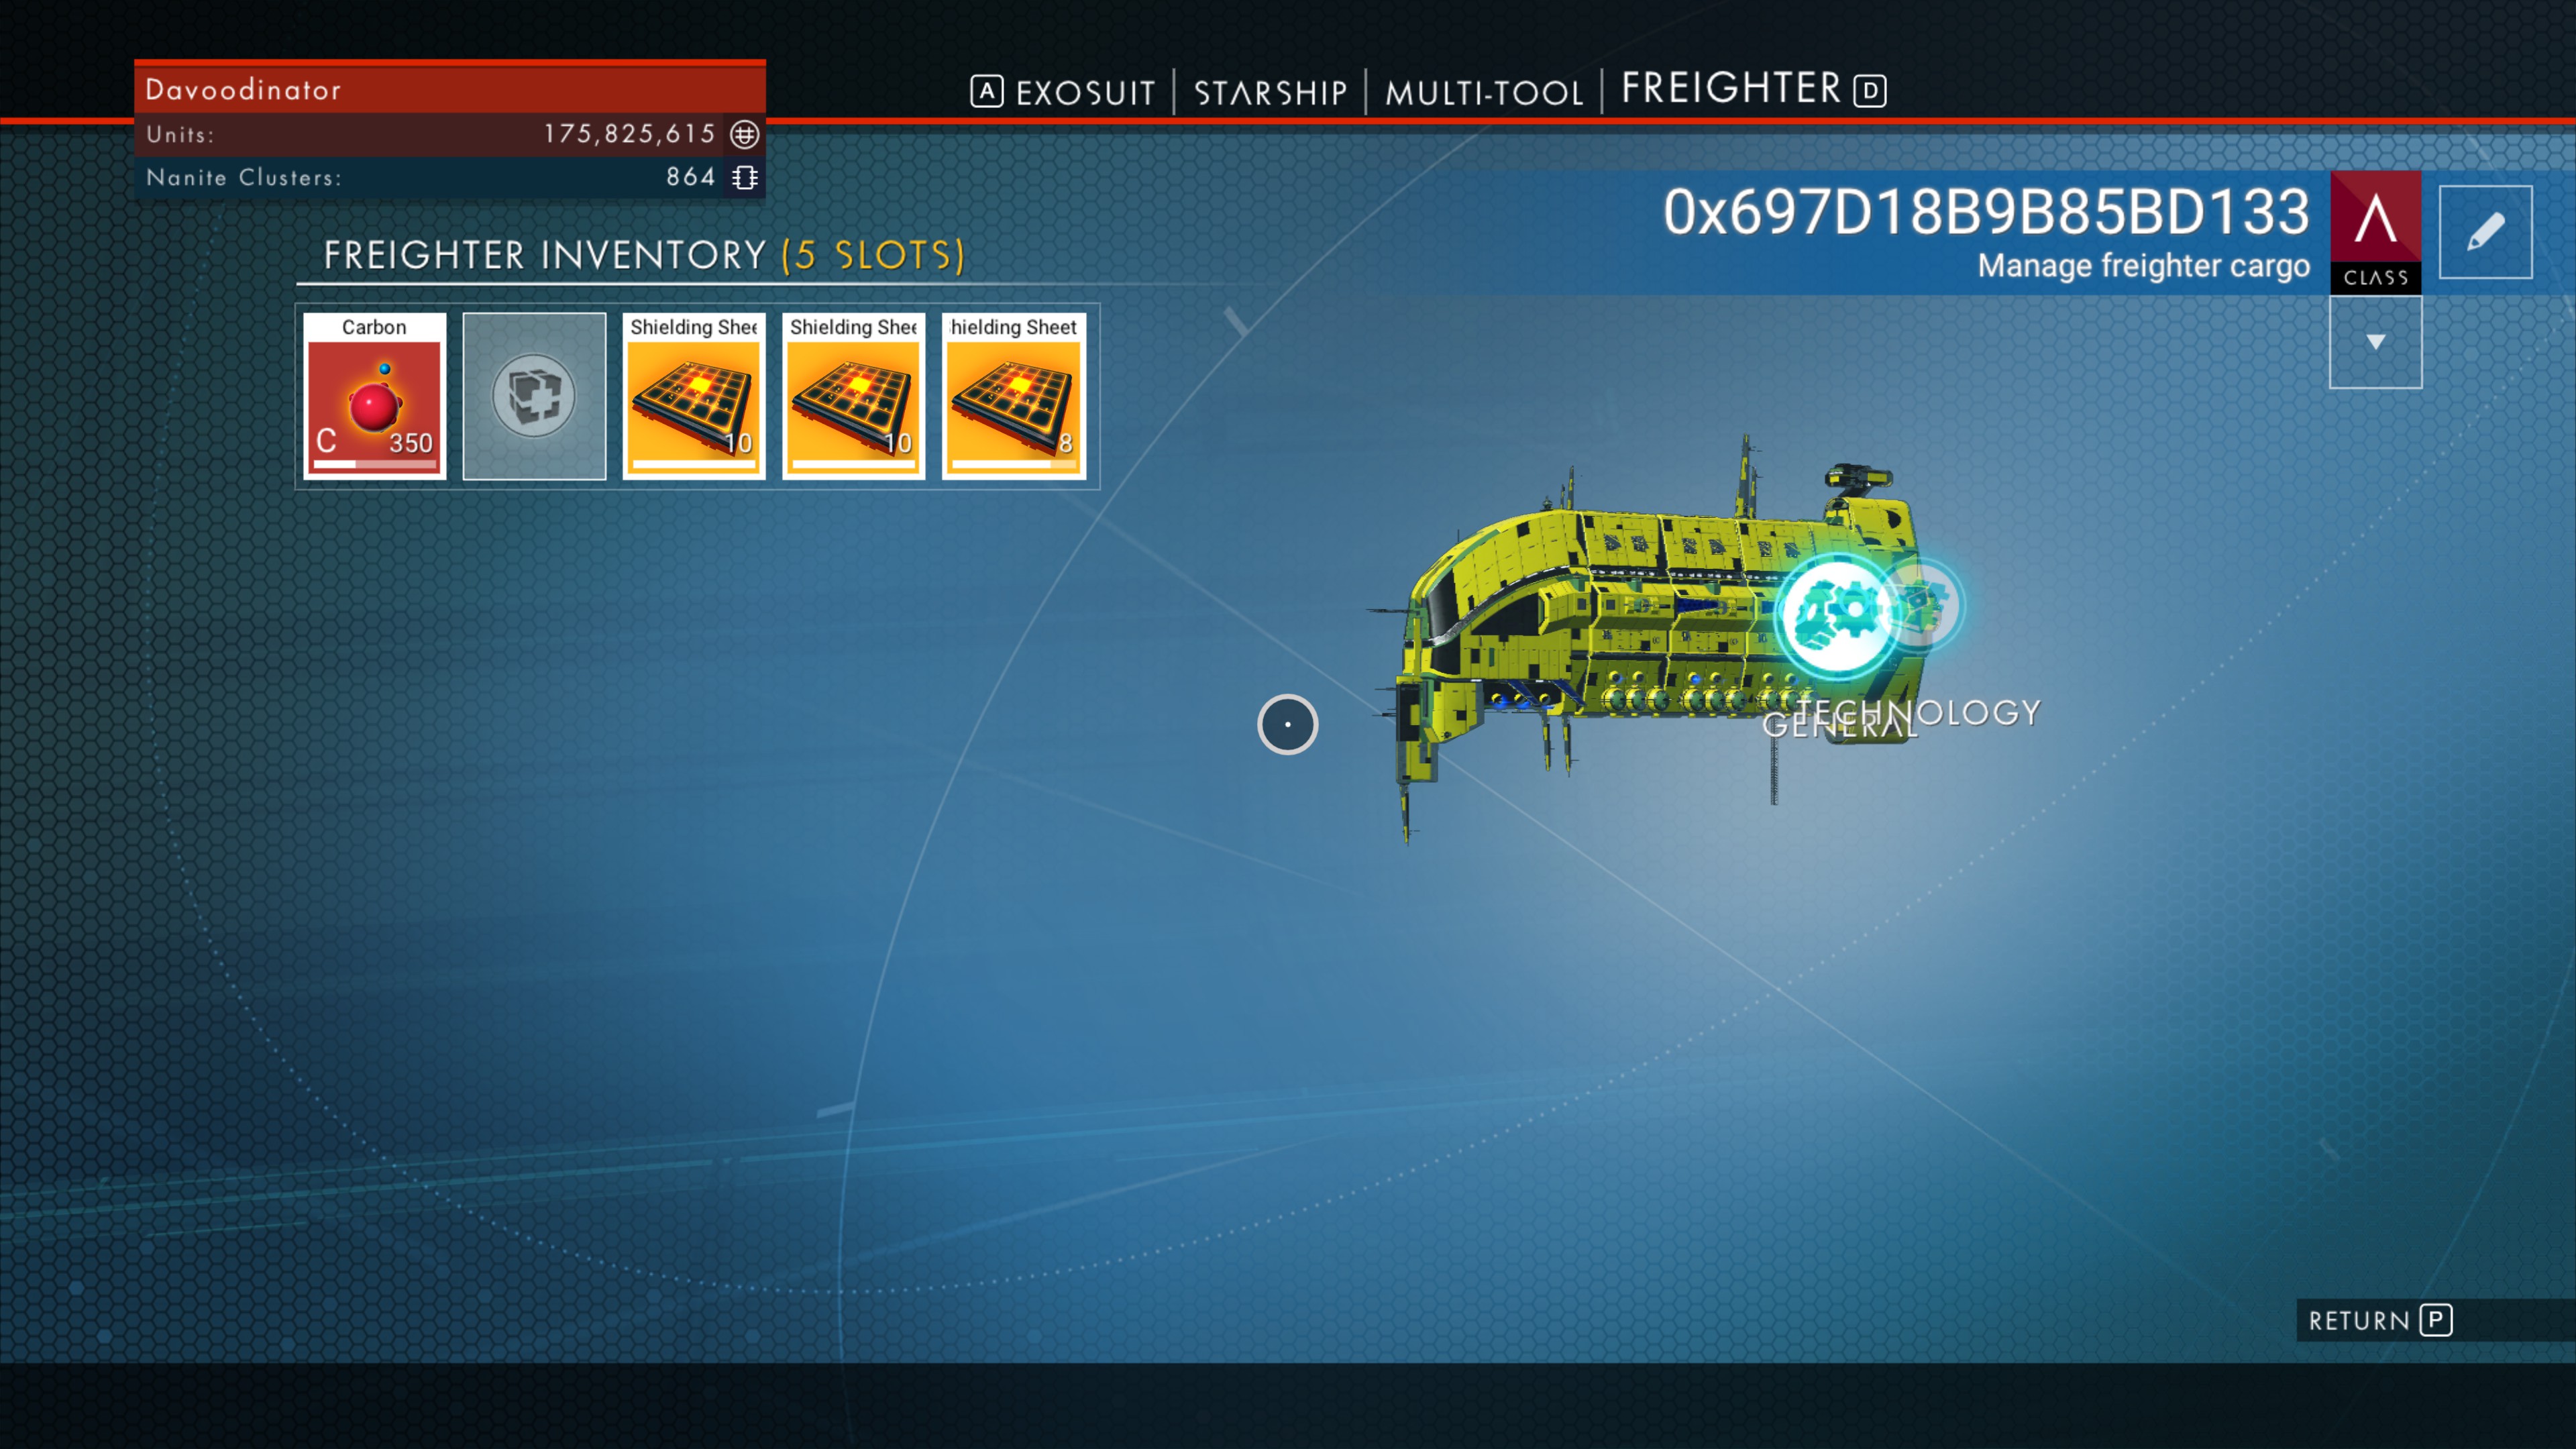 Davoodinator
Units: 175,825,615
Nanite Clusters: 864
A EXOSUIT STARSHIP MULTI-TOOL FREIGHTER D
0x697D18B9B85BD133
Manage freighter cargo
A
CLASS
FREIGHTER INVENTORY (5 SLOTS)
Carbon
C 350
Shielding Shee
10
Shielding Shee
10
hielding Sheet
8
TECHNOLOGY
GENERAL
RETURN P